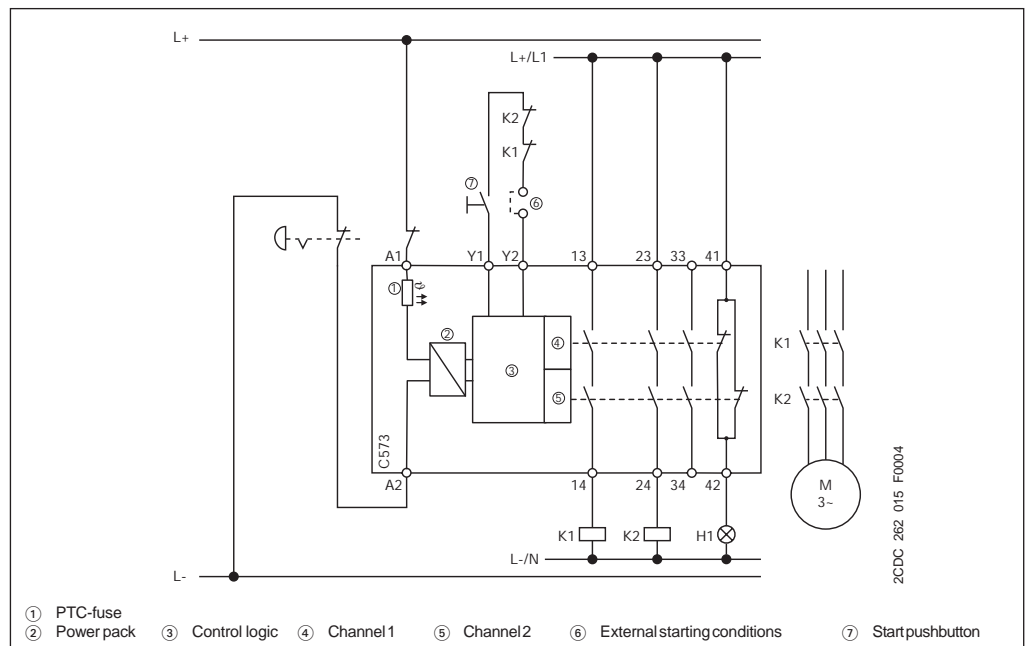 L+
L+/L1
K2
K1
⑦
⑥
A1 Y1 Y2 13 23 33 41
①
ϑ
②
③
④
⑤
C573
K1
K2
A2 14 24 34 42
M
3~
K1 K2 H1
L-/N
L-
2CDC 262 015 F0004
① PTC-fuse
② Power pack ③ Control logic ④ Channel 1 ⑤ Channel 2 ⑥ External starting conditions ⑦ Start pushbutton